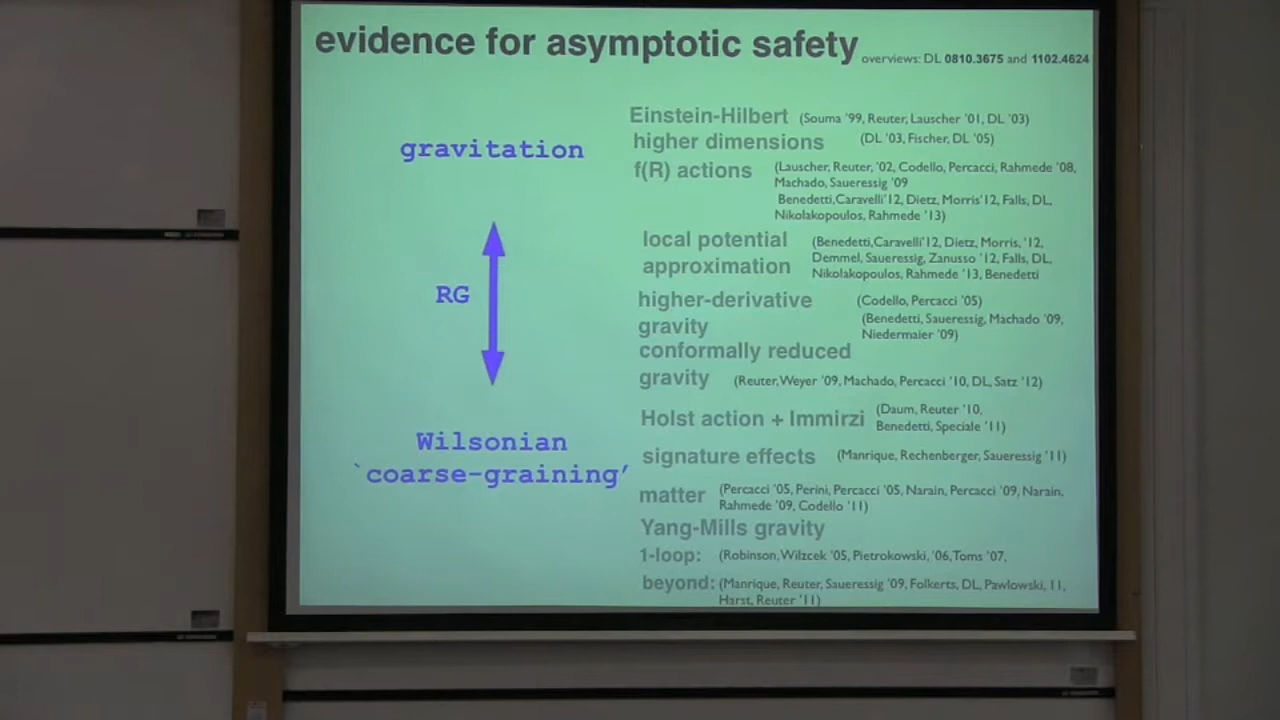 evidence for asymptotic safety
overviews: DL 0810.3675 and 1102.4624
gravitation
RG
Wilsonian
`coarse-graining’
Einstein-Hilbert (Souma '99, Reuter, Lauscher '01, DL '03)
higher dimensions (DL '03, Fischer, DL '05)
f(R) actions (Lauscher, Reuter, '02, Codello, Percacci, Rahmede '08,
Machado, Saueressig '09
Benedetti,Caravelli'12, Dietz, Morris'12, Falls, DL,
Nikolakopoulos, Rahmede '13)
local potential (Benedetti,Caravelli'12, Dietz, Morris, '12,
approximation Demmel, Saueressig, Zanusso '12, Falls, DL,
Nikolakopoulos, Rahmede '13, Benedetti
higher-derivative (Codello, Percacci '05)
gravity (Benedetti, Saueressig, Machado '09,
Niedermaier '09)
conformally reduced
gravity (Reuter,Weyer '09, Machado, Percacci '10, DL, Satz '12)
Holst action + Immirzi (Daum, Reuter '10,
Benedetti, Speciale '11)
signature effects (Manrique, Rechenberger, Saueressig '11)
matter (Percacci '05, Perini, Percacci '05, Narain, Percacci '09, Narain,
Rahmede '09, Codello '11)
Yang-Mills gravity
1-loop: (Robinson, Wilzcek '05, Pietrokowski, '06,Toms '07,
beyond: (Manrique, Reuter, Saueressig '09, Folkerts, DL, Pawlowski, 11,
Harst, Reuter '11)